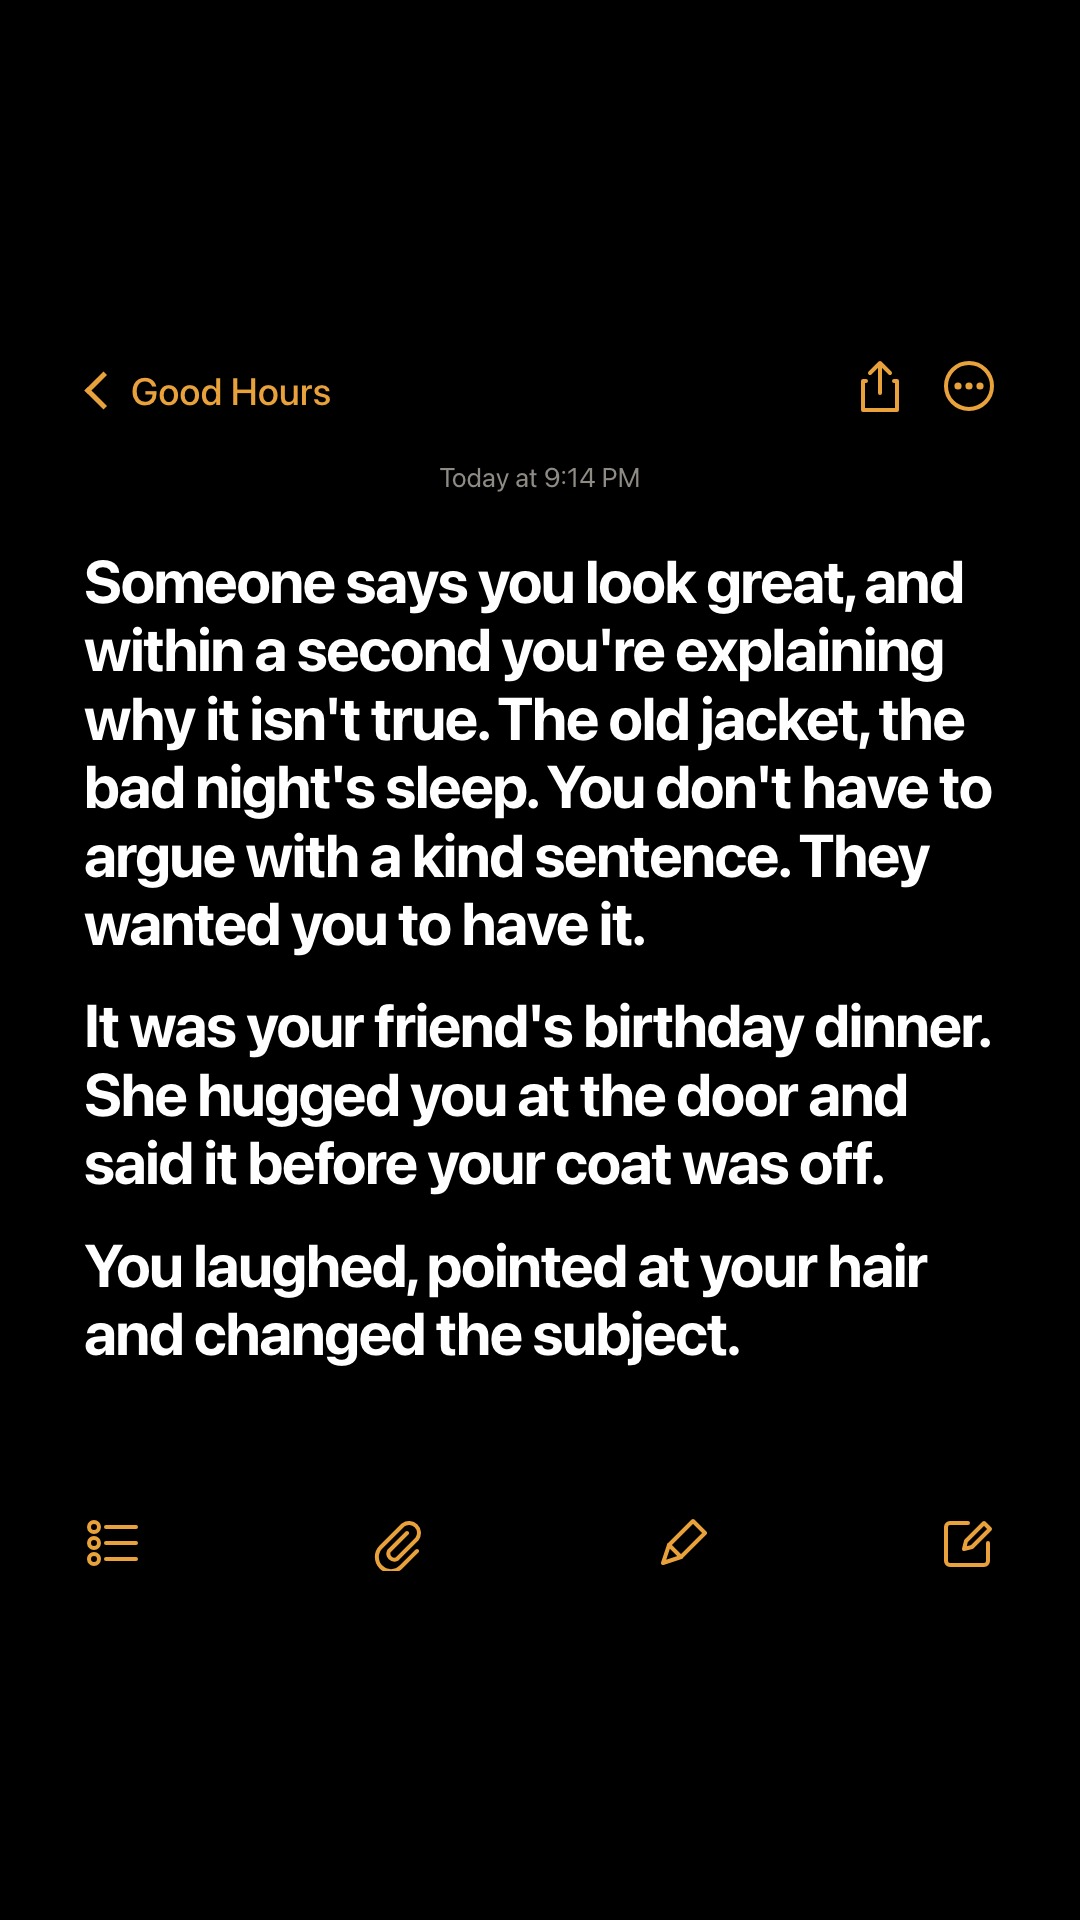 Good Hours
Today at 9:14 PM
Someone says you look great, and
within a second you're explaining
why it isn't true. The old jacket, the
bad night's sleep. You don't have to
argue with a kind sentence. They
wanted you to have it.
It was your friend's birthday dinner.
She hugged you at the door and
said it before your coat was off.
You laughed, pointed at your hair
and changed the subject.